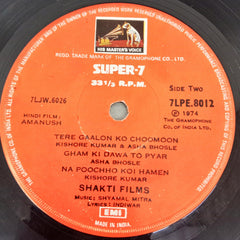 HIS MASTER'S VOICE
REGD. TRADE MARK OF THE GRAMOPHONE CO., LTD.
SUPER-7
33⅓ R.P.M.
SIDE TWO
7LJW.6026
7LPE.8012
HINDI FILM:
AMANUSH
℗ 1974
THE GRAMOPHONE
CO. OF INDIA LTD.
TERE GAALON KO CHOOMOON
KISHORE KUMAR & ASHA BHOSLE
GHAM KI DAWA TO PYAR
ASHA BHOSLE
NA POOCHHO KOI HAMEN
KISHORE KUMAR
SHAKTI FILMS
MUSIC: SHYAMAL MITRA
LYRICS: INDIWAR
EMI
MADE IN INDIA.